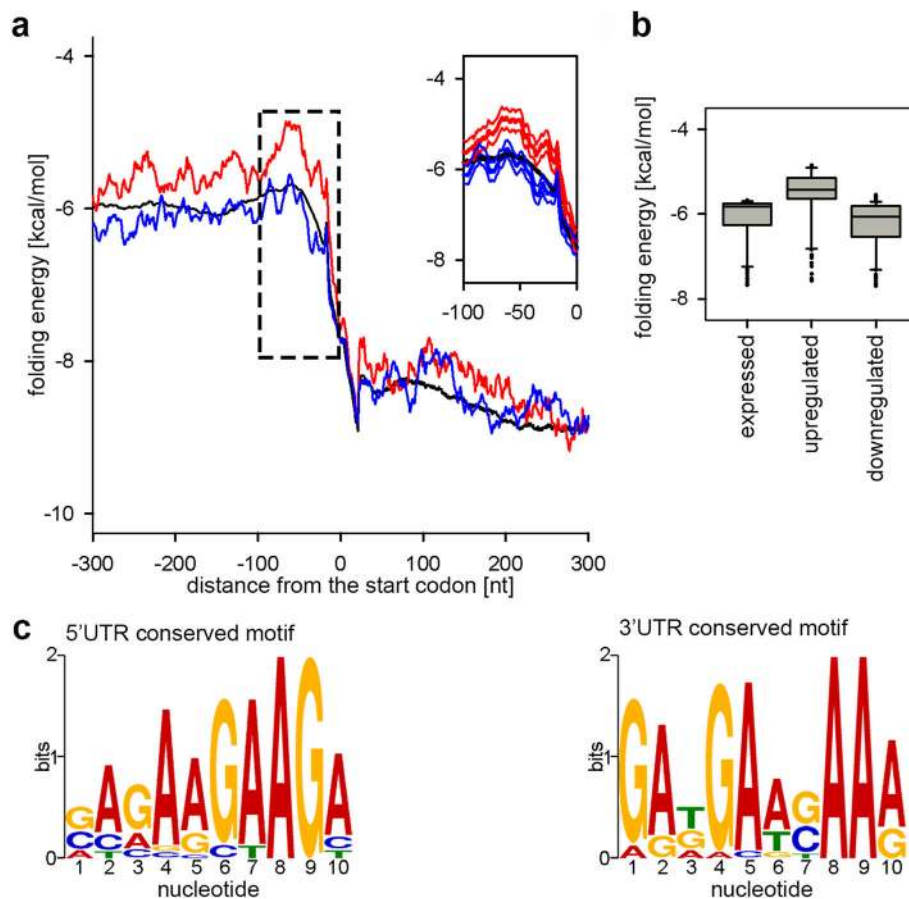 a
b
folding energy [kcal/mol]
-4
-6
-8
-10
-300
-200
-100
0
100
200
300
distance from the start codon [nt]
-4
-6
-8
-100
-50
0
folding energy [kcal/mol]
-4
-6
-8
expressed
upregulated
downregulated
c
5'UTR conserved motif
2
1
0
bits
G C A
A C T
G A C
A G C
A G C
G C
A T
A
G
A C T
1 2 3 4 5 6 7 8 9 10
nucleotide
3'UTR conserved motif
2
1
0
bits
G A
A G
T G A
G A
A C
A T G
G C T
A
A
A G
1 2 3 4 5 6 7 8 9 10
nucleotide